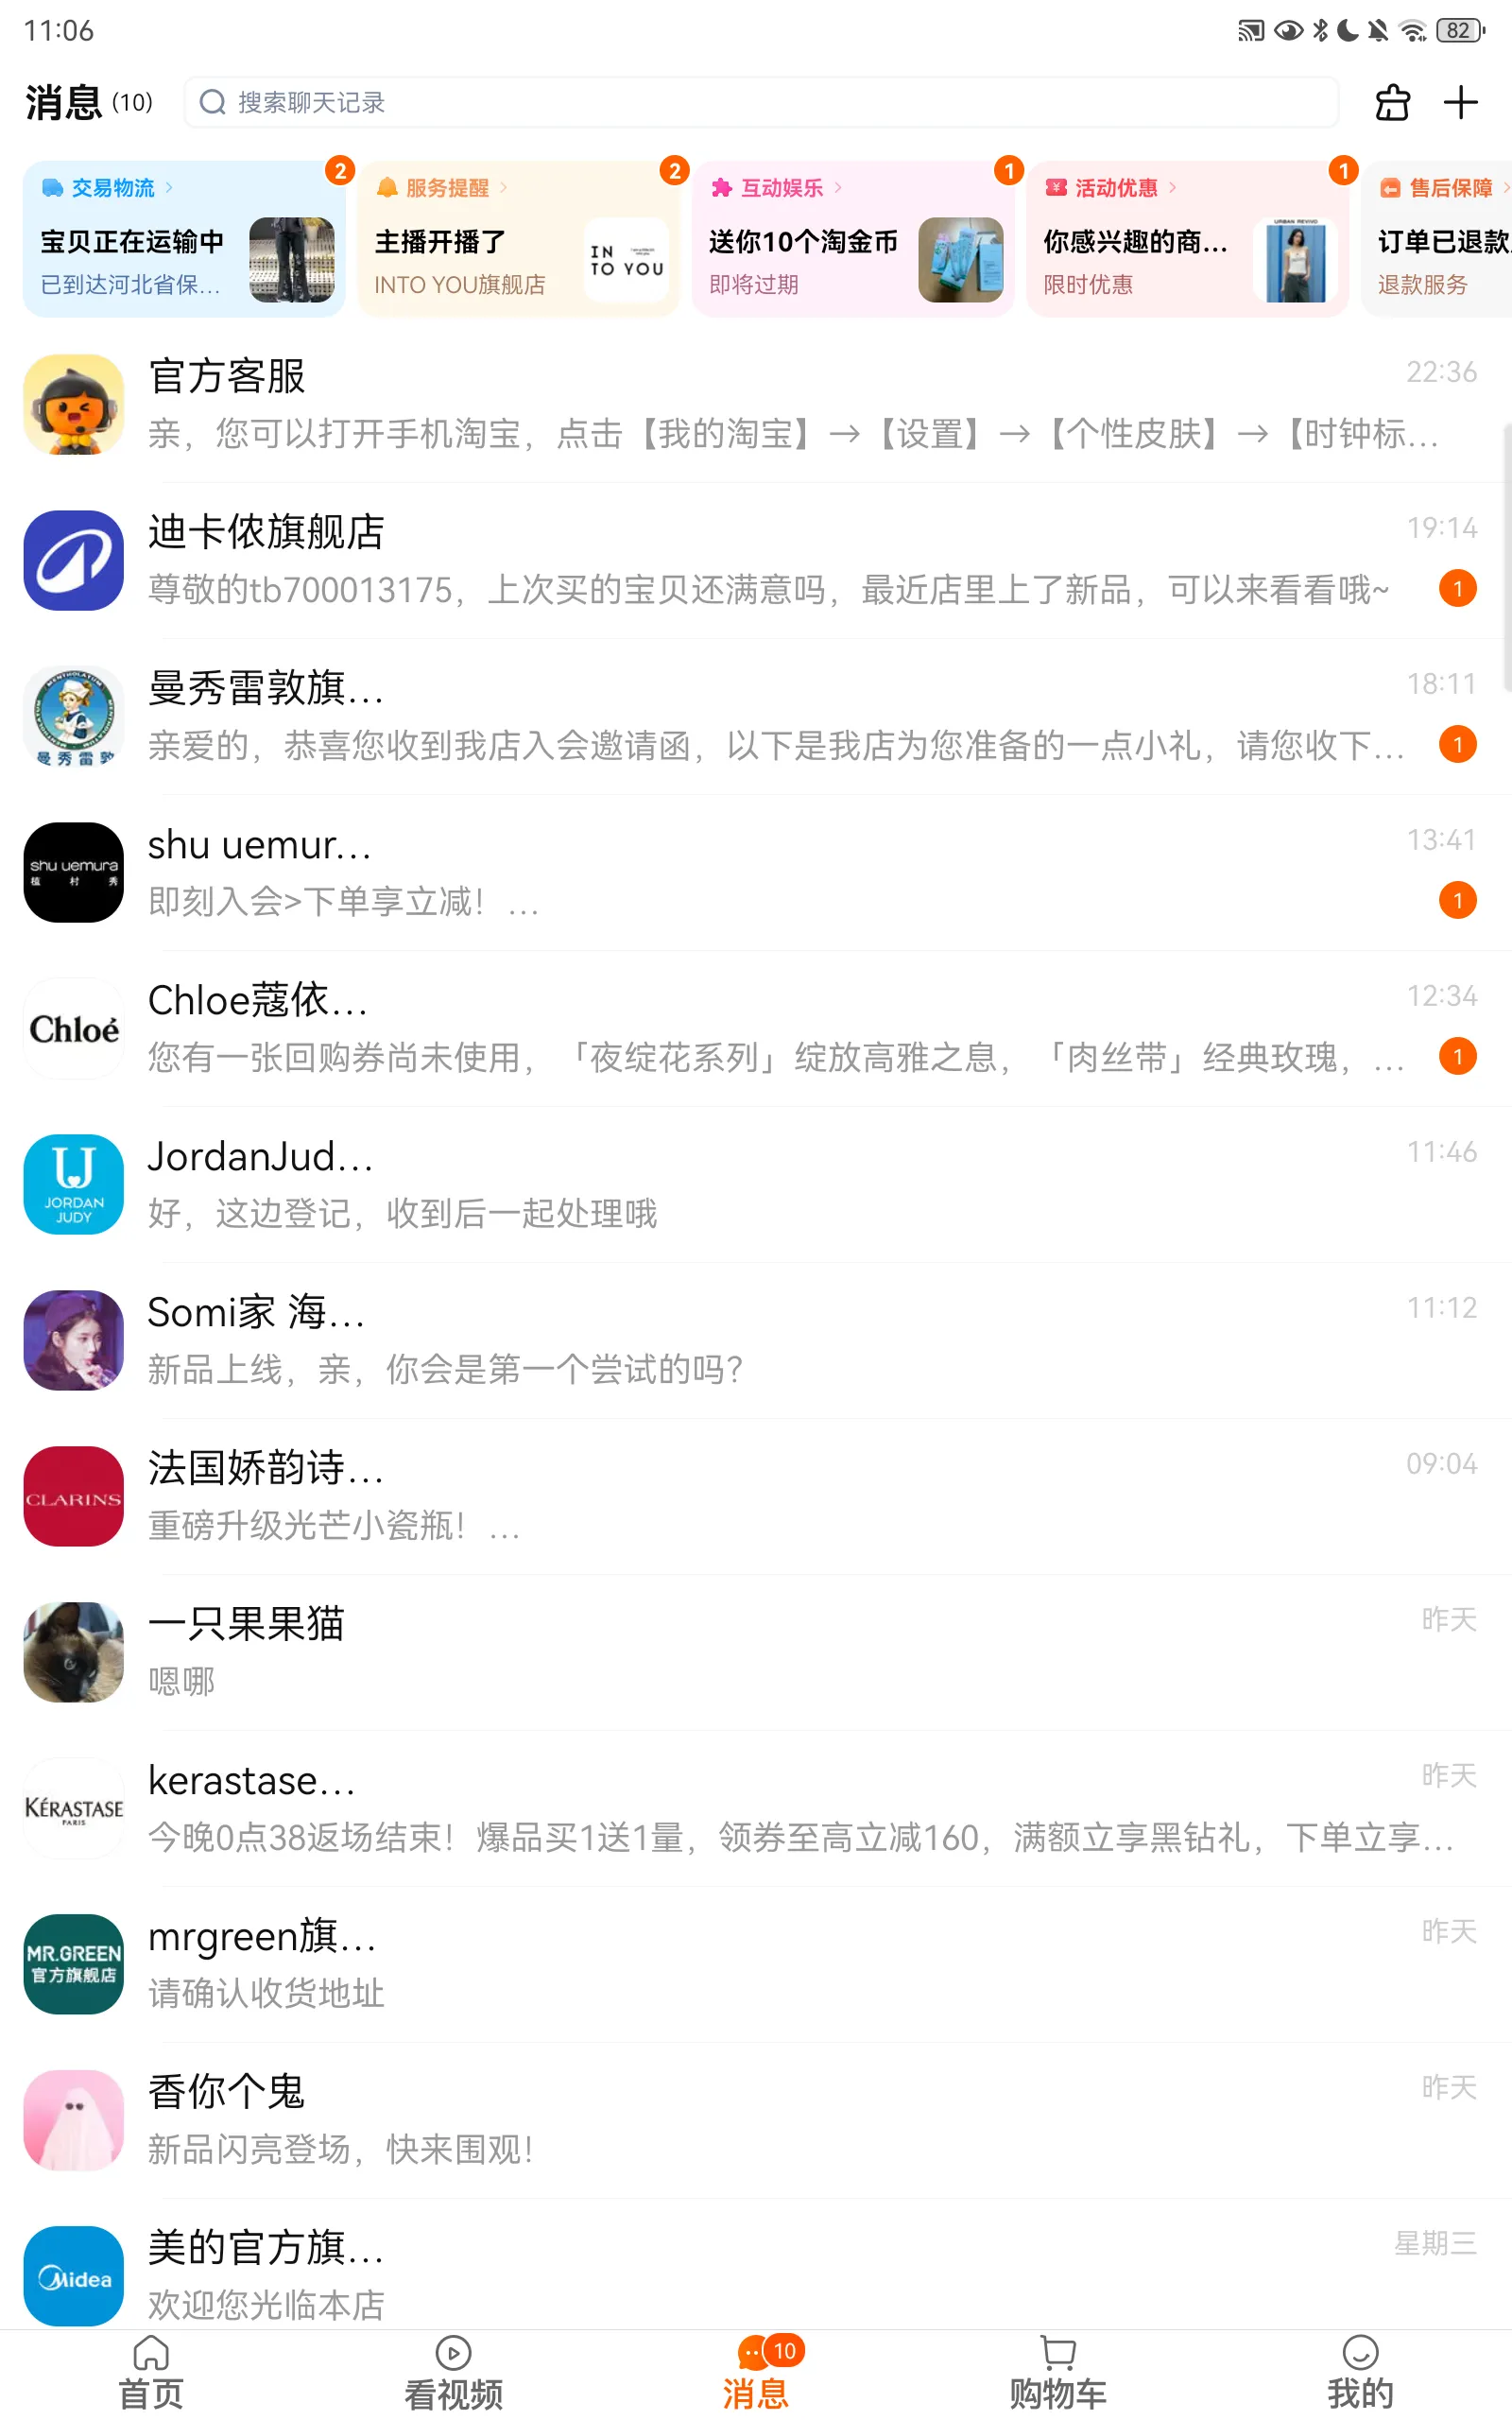 11:06
82
消息 (10)
搜索聊天记录
交易物流
2
宝贝正在运输中
已到达河北省保...
服务提醒
2
主播开播了
INTO YOU旗舰店
IN
TO YOU
互动娱乐
1
送你10个淘金币
即将过期
活动优惠
1
你感兴趣的商...
限时优惠
URBAN REVIVO
售后保障
订单已退款
退款服务
官方客服
22:36
亲，您可以打开手机淘宝，点击【我的淘宝】→【设置】→【个性皮肤】→【时钟标...
迪卡侬旗舰店
19:14
尊敬的tb700013175，上次买的宝贝还满意吗，最近店里上了新品，可以来看看哦~
1
曼秀雷敦旗...
18:11
亲爱的，恭喜您收到我店入会邀请函，以下是我店为您准备的一点小礼，请您收下...
1
MENTHOLATUM
曼秀雷敦
shu uemur...
13:41
即刻入会>下单享立减！...
1
shu uemura
植村秀
Chloe蔻依...
12:34
您有一张回购券尚未使用，「夜绽花系列」绽放高雅之息，「肉丝带」经典玫瑰，...
1
Chloé
JordanJud...
11:46
好，这边登记，收到后一起处理哦
JORDAN
JUDY
Somi家 海...
11:12
新品上线，亲，你会是第一个尝试的吗？
法国娇韵诗...
09:04
重磅升级光芒小瓷瓶！...
CLARINS
一只果果猫
昨天
嗯哪
kerastase...
昨天
今晚0点38返场结束！爆品买1送1量，领券至高立减160，满额立享黑钻礼，下单立享...
KÉRASTASE
PARIS
mrgreen旗...
昨天
请确认收货地址
MR.GREEN
官方旗舰店
香你个鬼
昨天
新品闪亮登场，快来围观！
美的官方旗...
星期三
欢迎您光临本店
Midea
首页
看视频
10
消息
购物车
我的